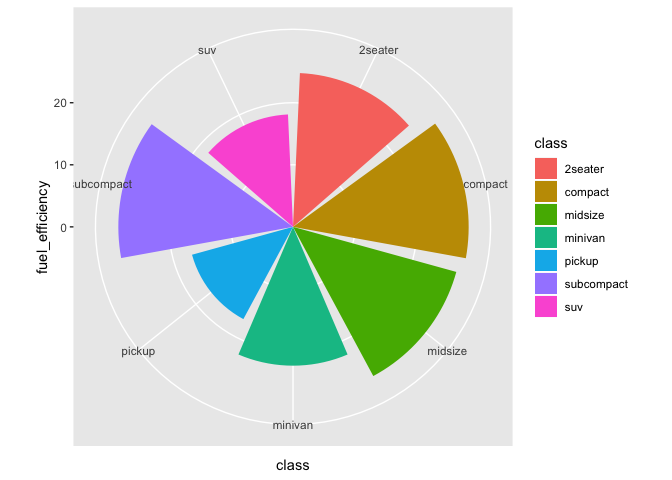 suv
2seater
20
10
0
subcompact
compact
pickup
midsize
minivan
fuel_efficiency
class
class
2seater
compact
midsize
minivan
pickup
subcompact
suv